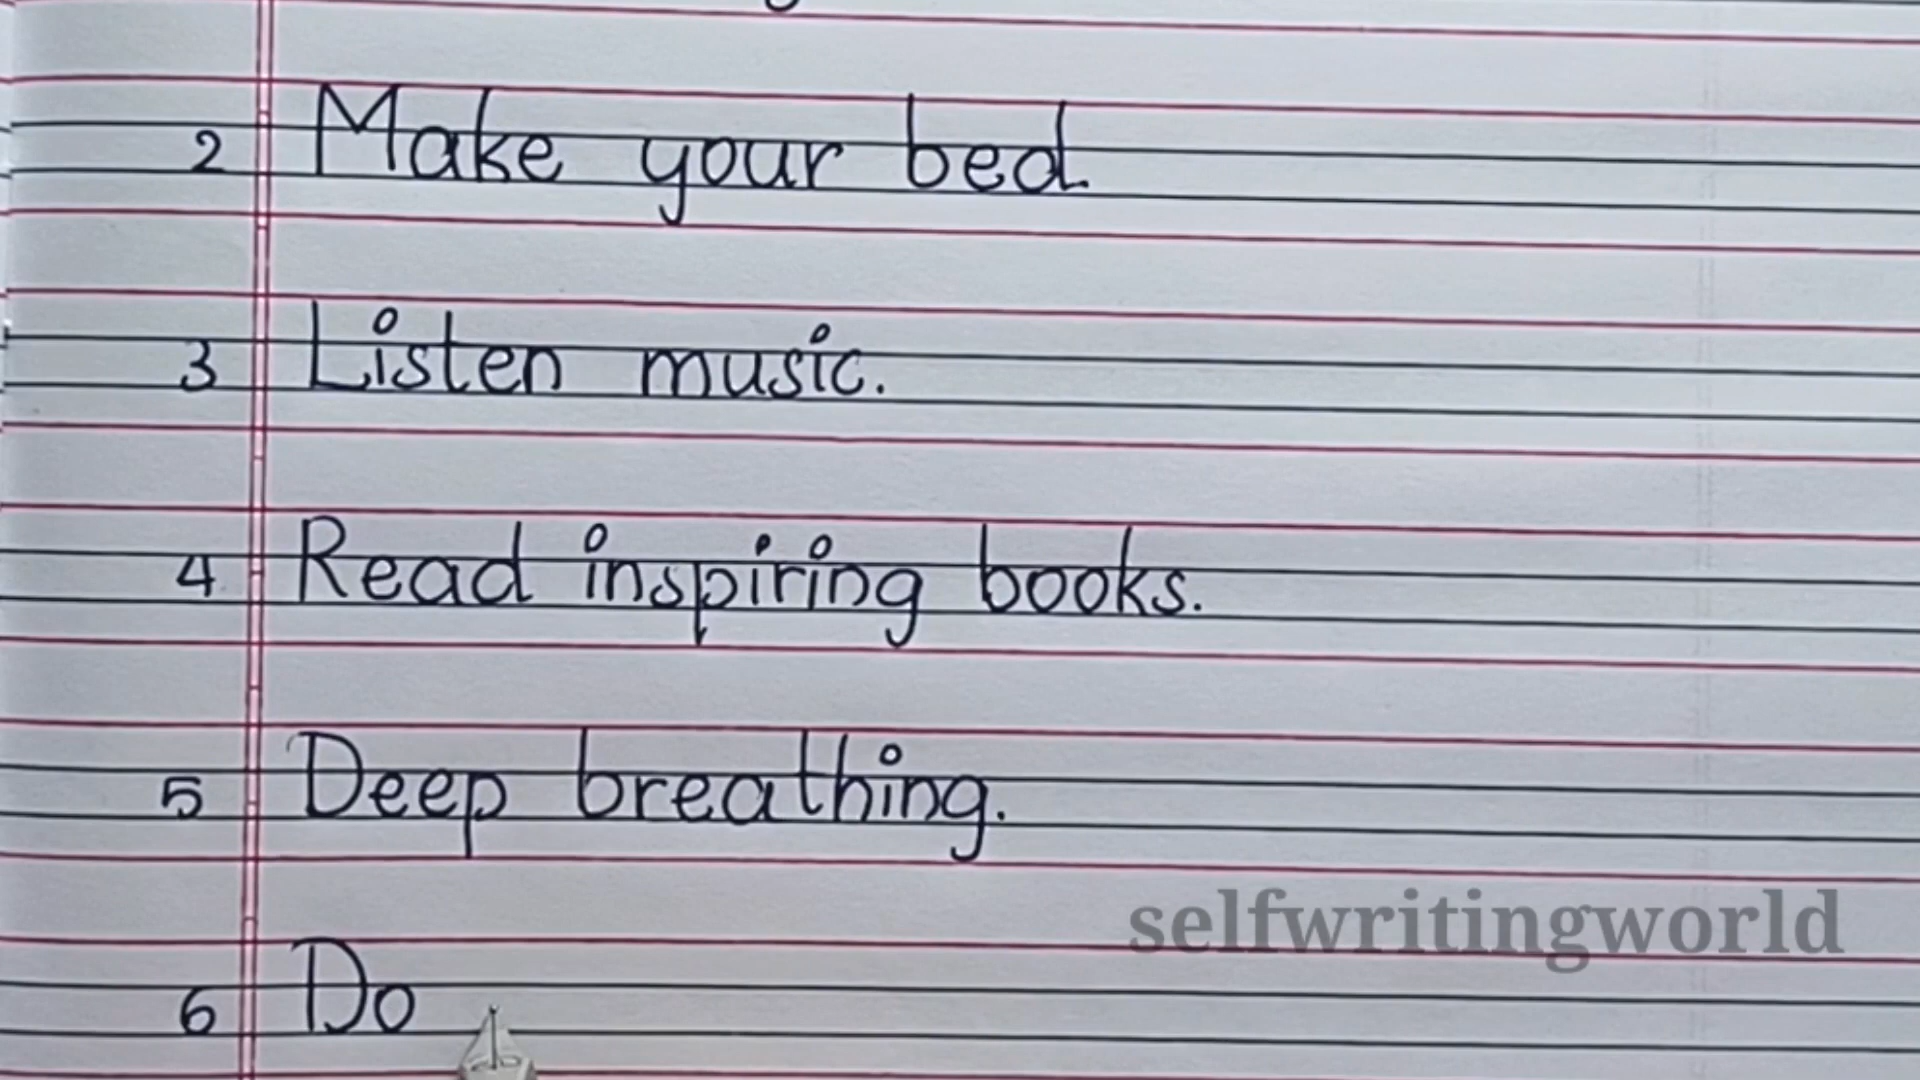 2 Make your bed.
3 Listen music.
4 Read inspiring books.
5 Deep breathing.
selfwritingworld
6 Do